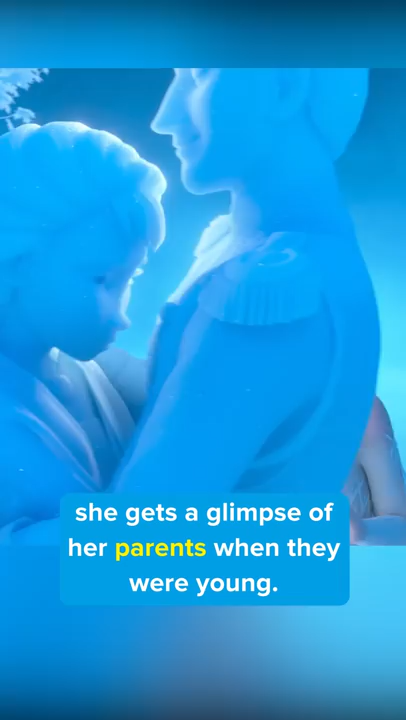 she gets a glimpse of
her parents when they
were young.